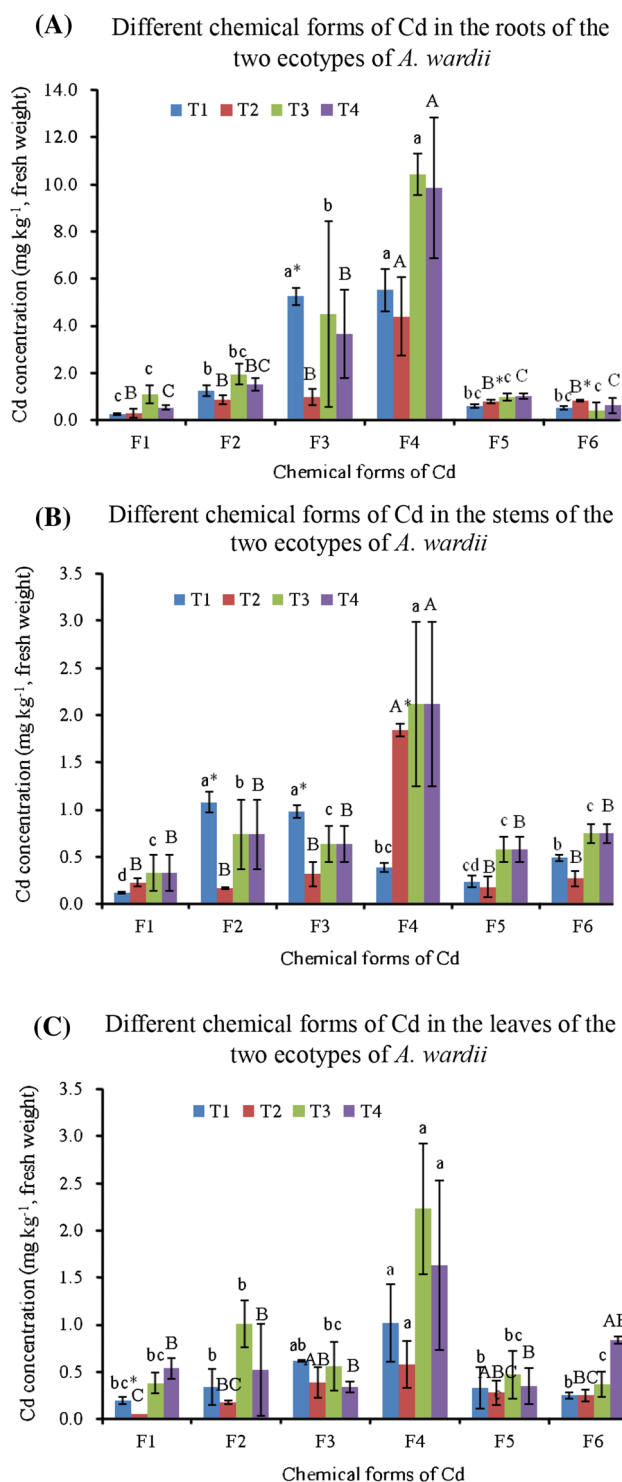 (A) Different chemical forms of Cd in the roots of the
two ecotypes of A. wardii
14.0
12.0
10.0
8.0
6.0
4.0
2.0
0.0
Cd concentration (mg kg-1, fresh weight)
T1 T2 T3 T4
c B c C
b B bc BC
a* B b B
a A a A
bc B* c C
bc B* c C
F1 F2 F3 F4 F5 F6
Chemical forms of Cd
(B) Different chemical forms of Cd in the stems of the
two ecotypes of A. wardii
3.5
3.0
2.5
2.0
1.5
1.0
0.5
0.0
Cd concentration (mg kg-1, fresh weight)
T1 T2 T3 T4
d B c B
a* B b B
a* B c B
bc A* a A
cd B c B
b B c B
F1 F2 F3 F4 F5 F6
Chemical forms of Cd
(C) Different chemical forms of Cd in the leaves of the
two ecotypes of A. wardii
3.5
3.0
2.5
2.0
1.5
1.0
0.5
0.0
Cd concentration (mg kg-1, fresh weight)
T1 T2 T3 T4
bc* C bc B
b BC b B
ab AB bc B
a a a a
b ABC bc B
b BC c AB
F1 F2 F3 F4 F5 F6
Chemical forms of Cd